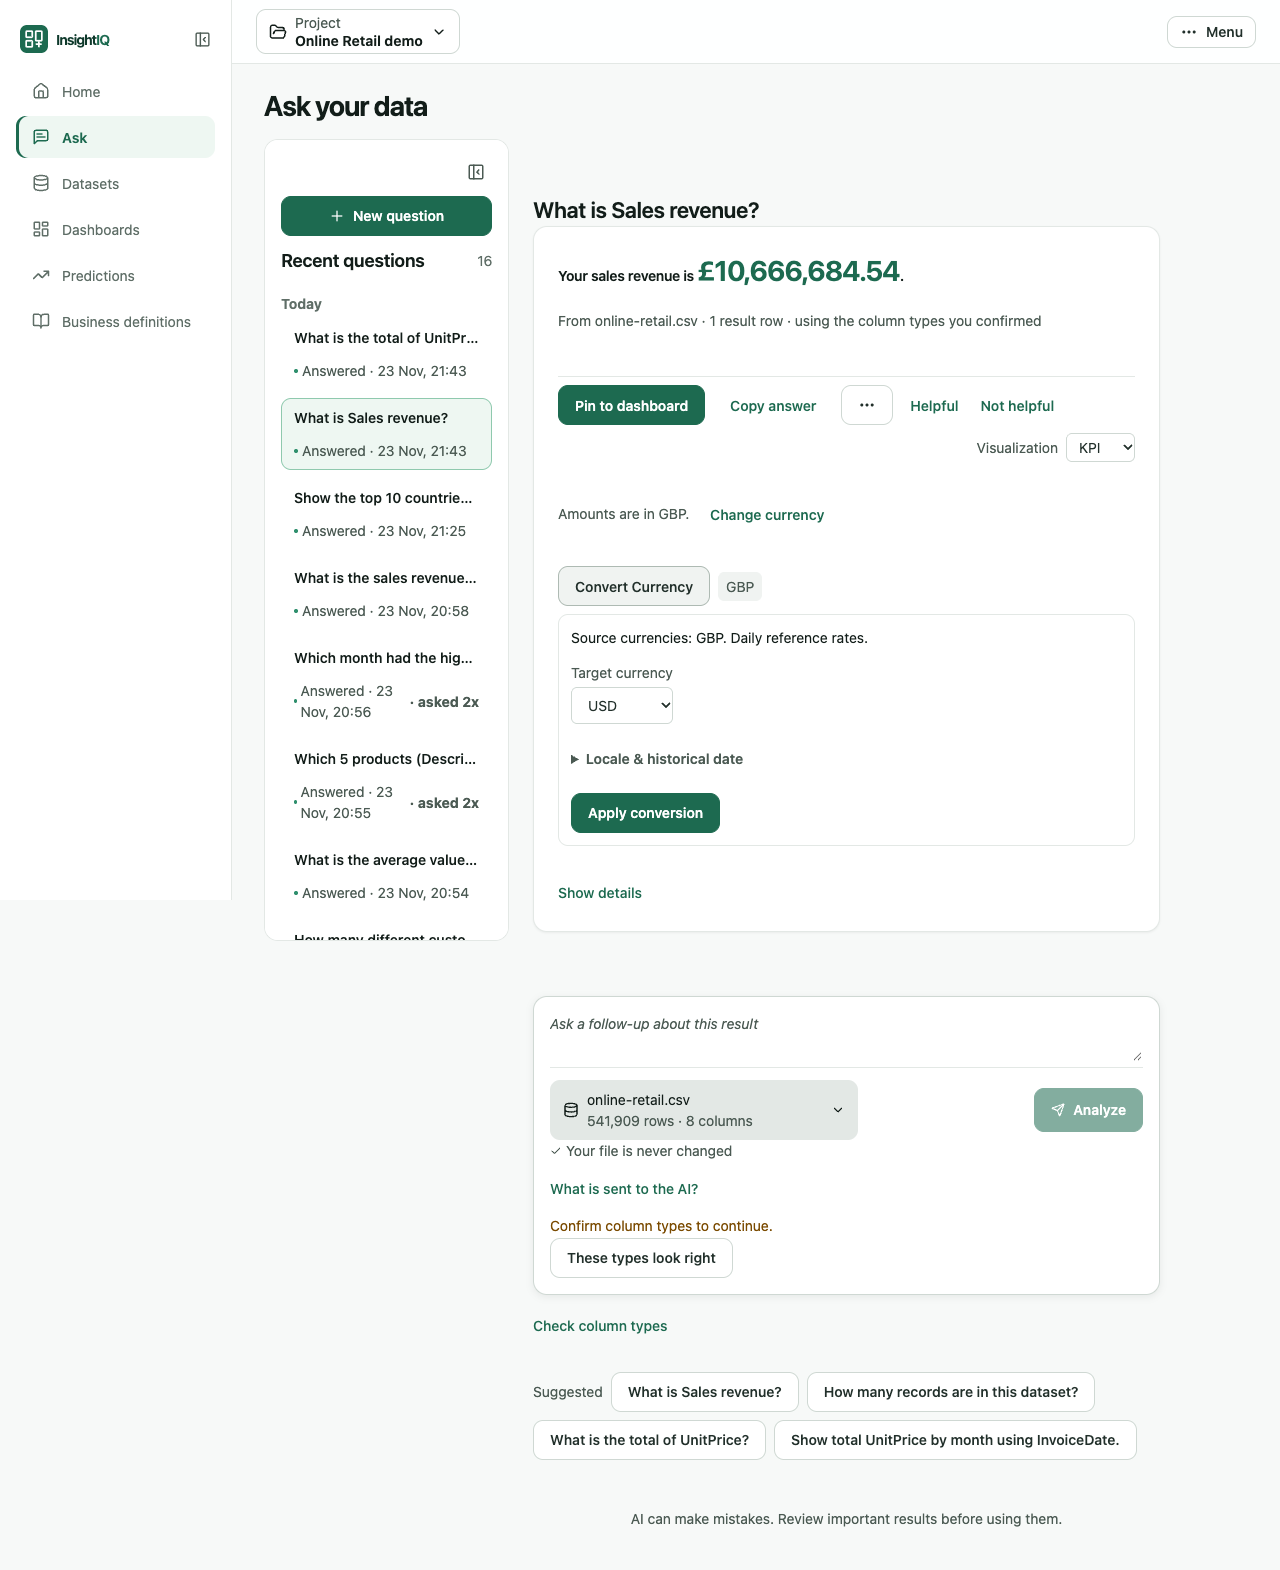 InsightIQ
Home
Ask
Datasets
Dashboards
Predictions
Business definitions
Project
Online Retail demo
Menu
Ask your data
New question
Recent questions 16
Today
What is the total of UnitPr...
Answered · 23 Nov, 21:43
What is Sales revenue?
Answered · 23 Nov, 21:43
Show the top 10 countrie...
Answered · 23 Nov, 21:25
What is the sales revenue...
Answered · 23 Nov, 20:58
Which month had the hig...
Answered · 23
Nov, 20:56
· asked 2x
Which 5 products (Descri...
Answered · 23
Nov, 20:55
· asked 2x
What is the average value...
Answered · 23 Nov, 20:54
How many different custo...
What is Sales revenue?
Your sales revenue is £10,666,684.54.
From online-retail.csv · 1 result row · using the column types you confirmed
Pin to dashboard Copy answer ··· Helpful Not helpful
Visualization KPI
Amounts are in GBP. Change currency
Convert Currency GBP
Source currencies: GBP. Daily reference rates.
Target currency
USD
Locale & historical date
Apply conversion
Show details
Ask a follow-up about this result
online-retail.csv
541,909 rows · 8 columns
Analyze
✓ Your file is never changed
What is sent to the AI?
Confirm column types to continue.
These types look right
Check column types
Suggested What is Sales revenue? How many records are in this dataset?
What is the total of UnitPrice? Show total UnitPrice by month using InvoiceDate.
AI can make mistakes. Review important results before using them.